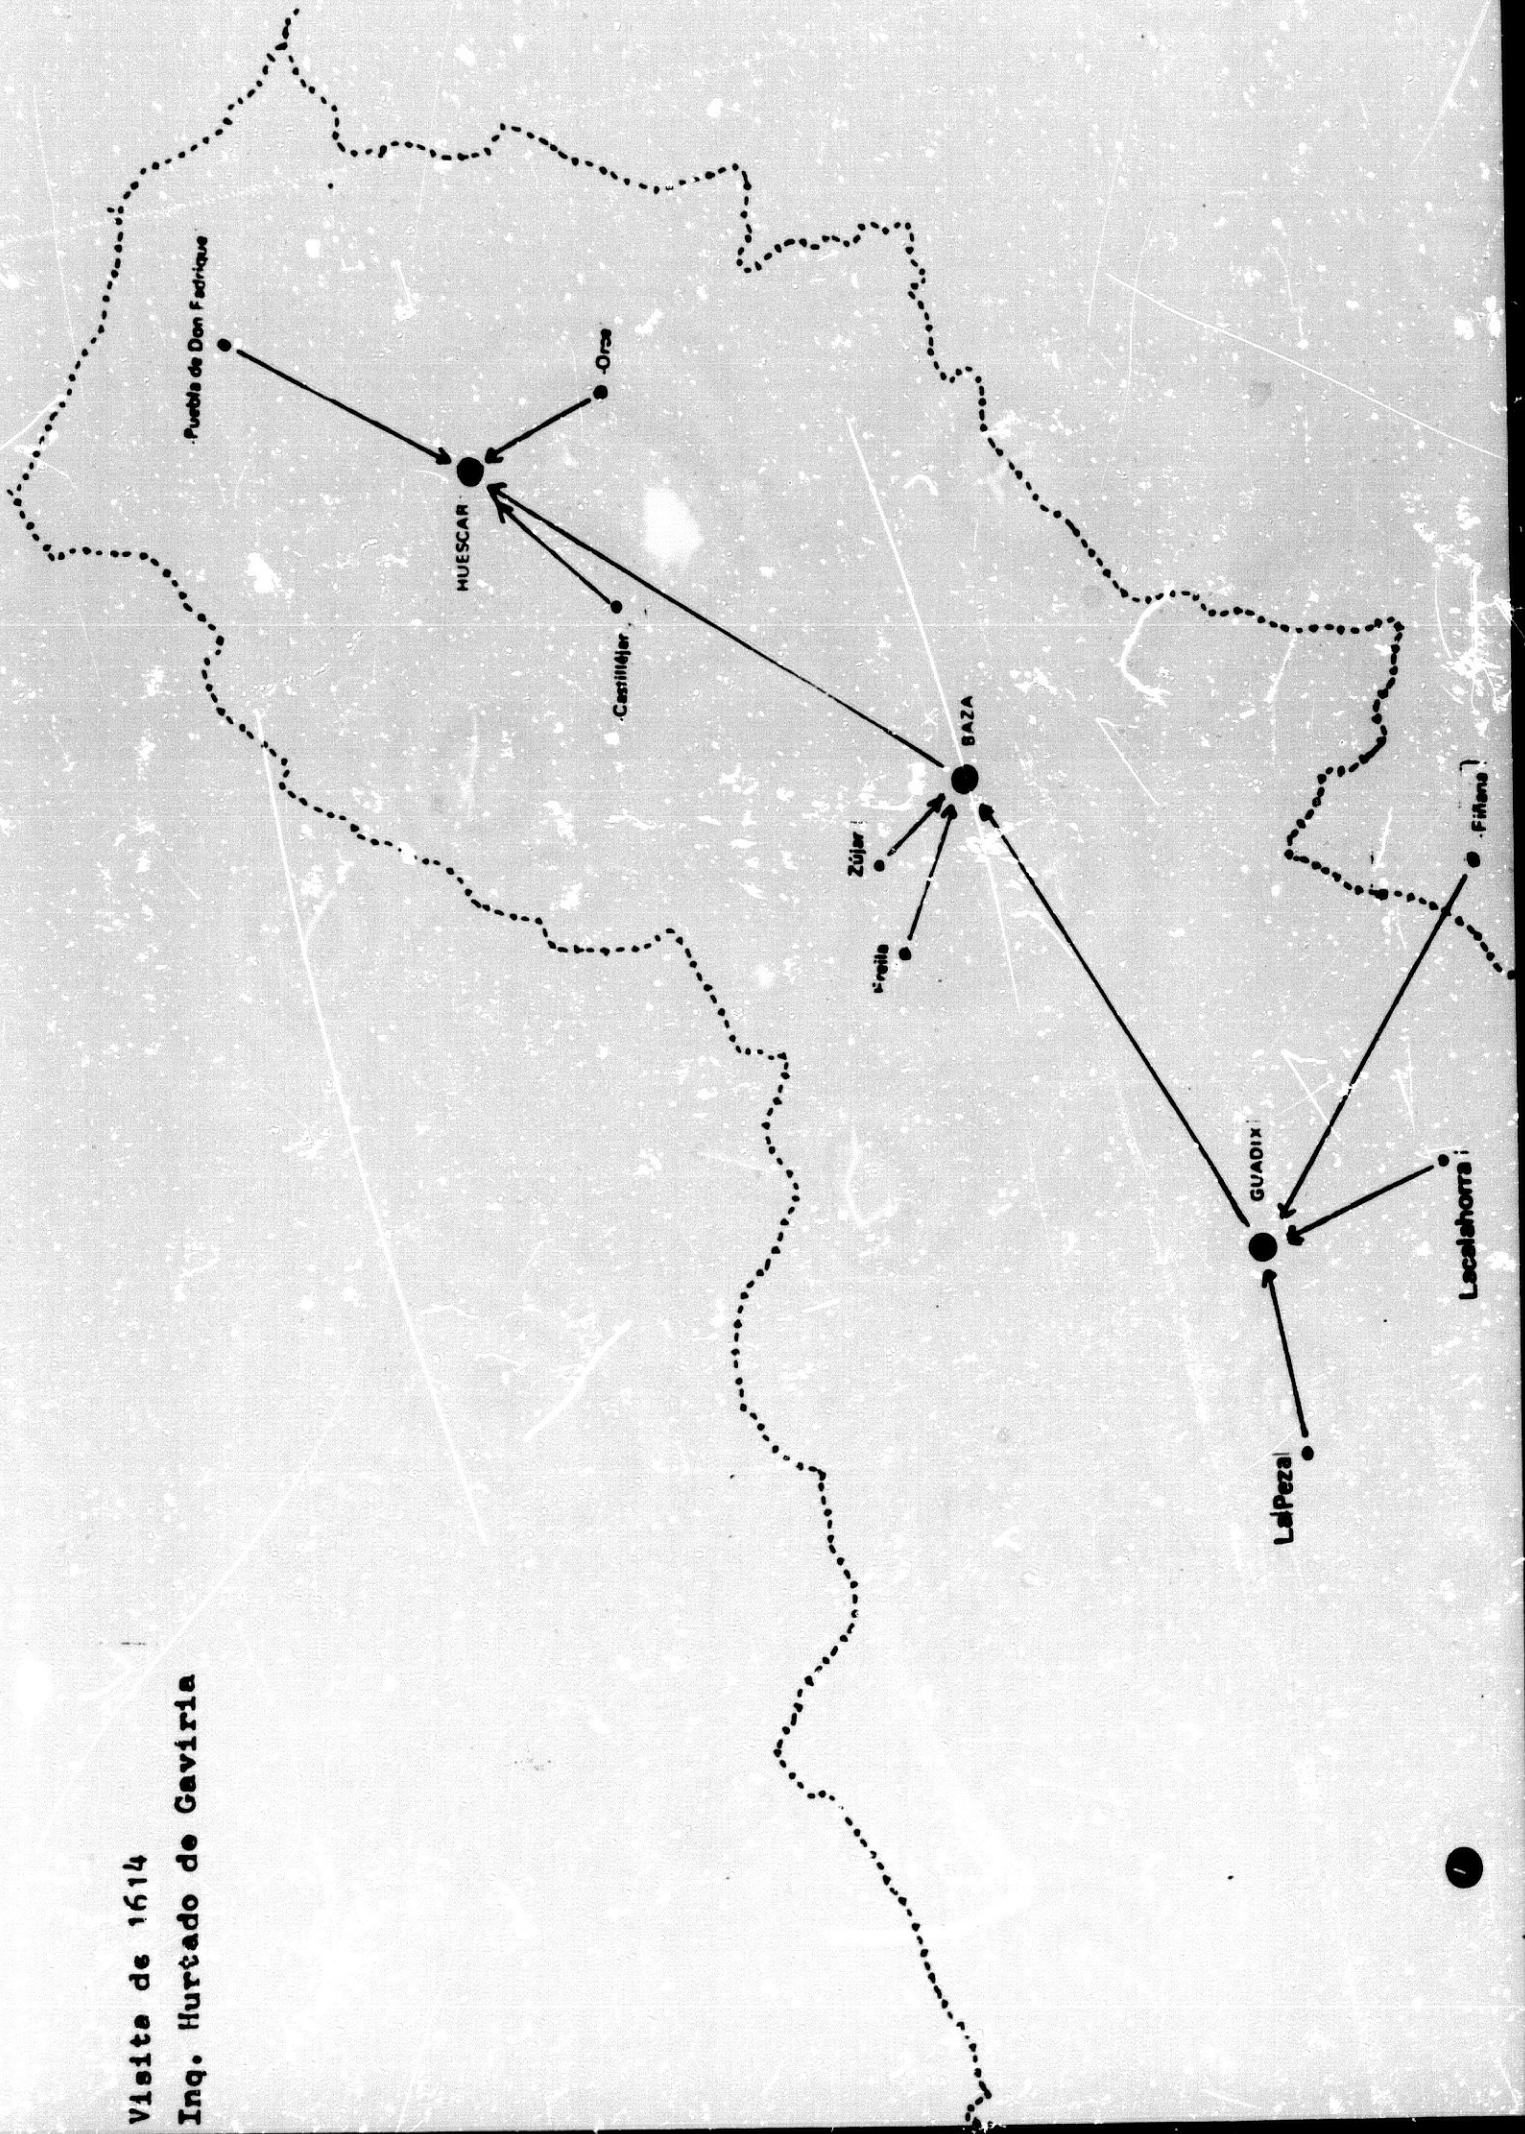 Visita de 1614
Inq. Hurtado de Gaviria
Puebla de Don Fadrique
Orce
HUESCAR
Castilléjar
BAZA
Zújar
Freila
Fiñana
GUADIX
Lacalahorra
La Peza